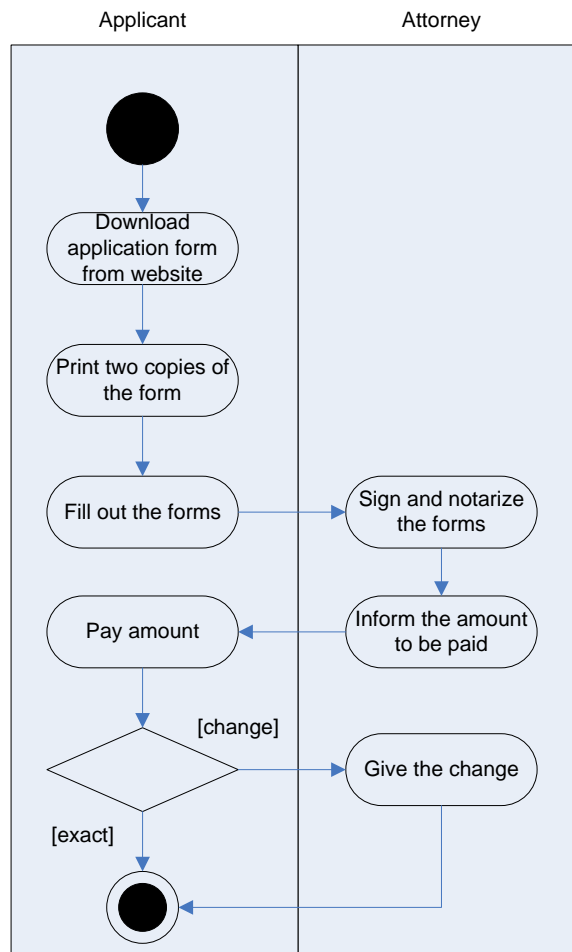 Applicant
Attorney
Download
application form
from website
Print two copies of
the form
Fill out the forms
Sign and notarize
the forms
Inform the amount
to be paid
Pay amount
[change]
Give the change
[exact]